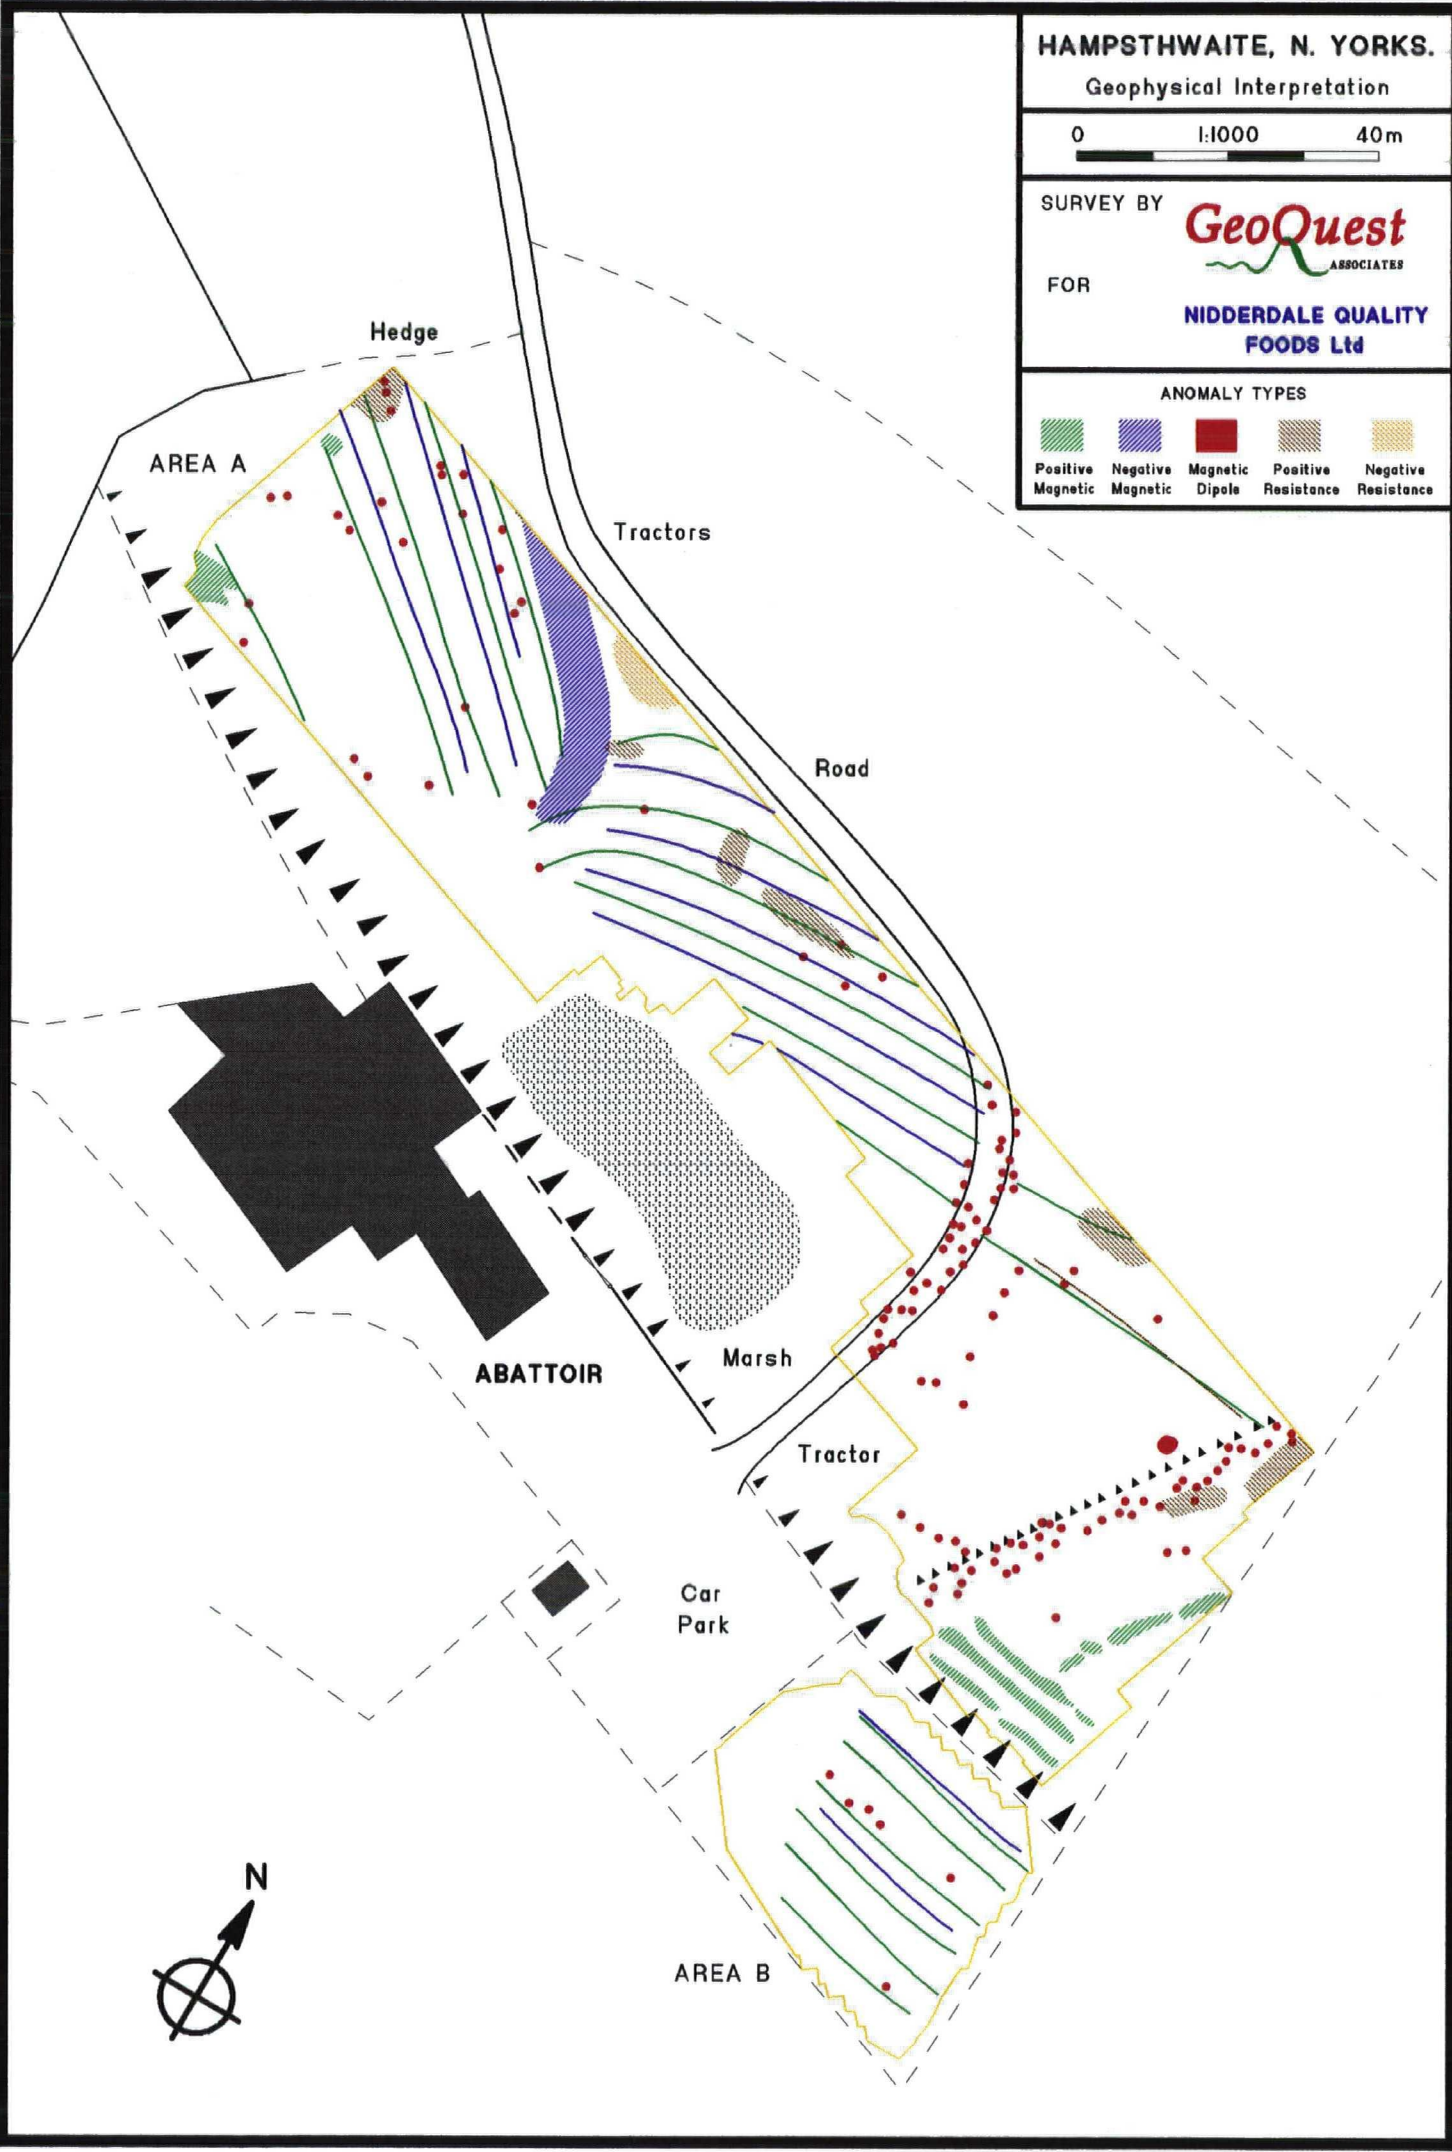 HAMPSTHWAITE, N. YORKS.
Geophysical Interpretation
0 1:1000 40m
SURVEY BY
GeoQuest
ASSOCIATES
FOR
NIDDERDALE QUALITY
FOODS Ltd
ANOMALY TYPES
Positive Magnetic
Negative Magnetic
Magnetic Dipole
Positive Resistance
Negative Resistance
Hedge
AREA A
Tractors
Road
Marsh
ABATTOIR
Tractor
Car
Park
N
AREA B